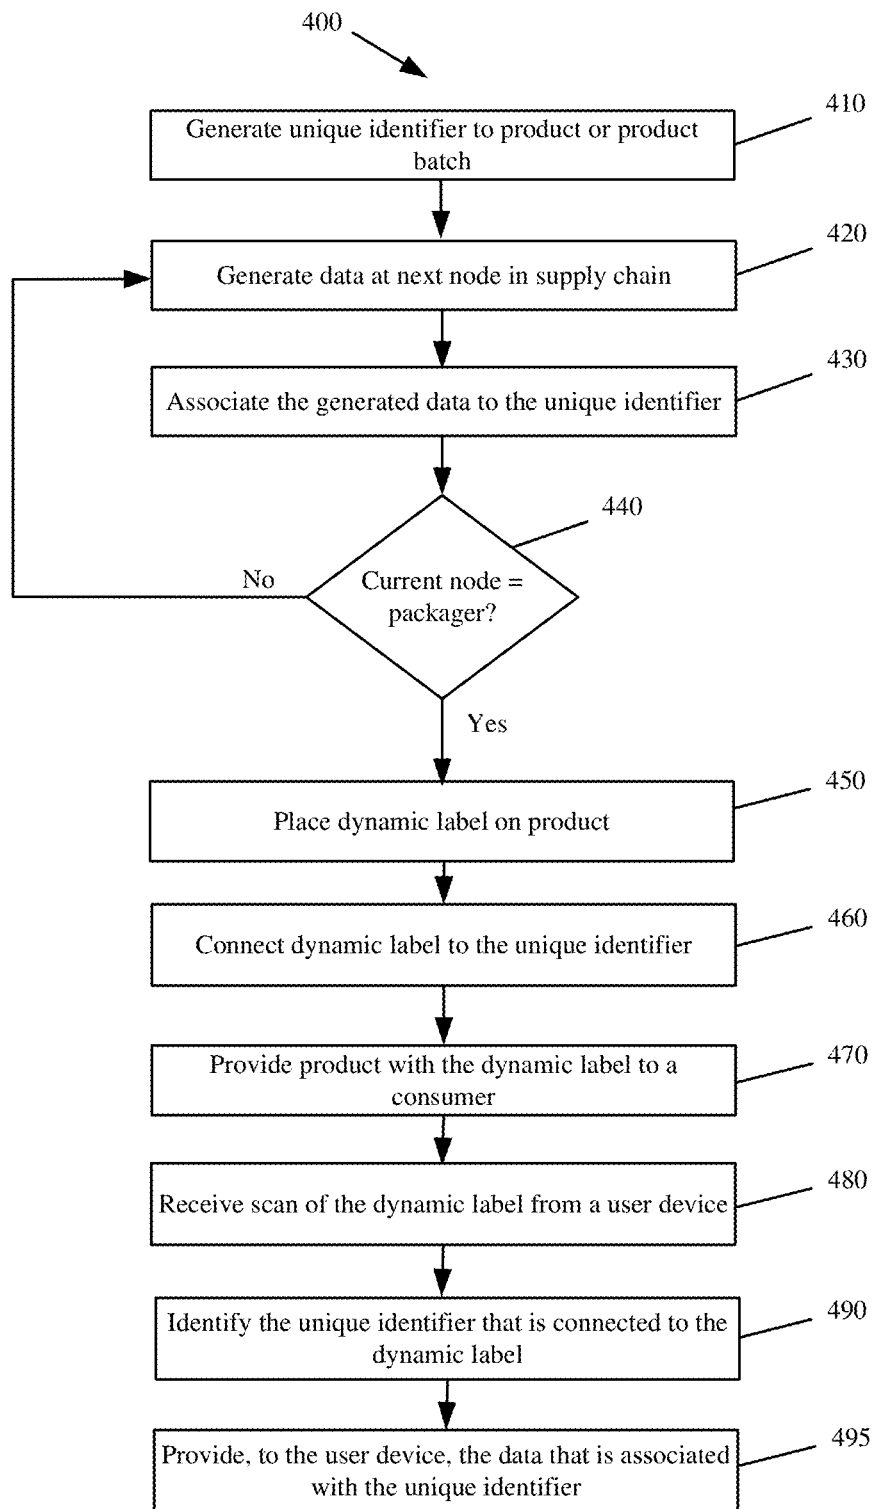 400
410
Generate unique identifier to product or product
batch
420
Generate data at next node in supply chain
430
Associate the generated data to the unique identifier
440
Current node =
packager?
No
Yes
450
Place dynamic label on product
460
Connect dynamic label to the unique identifier
470
Provide product with the dynamic label to a
consumer
480
Receive scan of the dynamic label from a user device
490
Identify the unique identifier that is connected to the
dynamic label
495
Provide, to the user device, the data that is associated
with the unique identifier